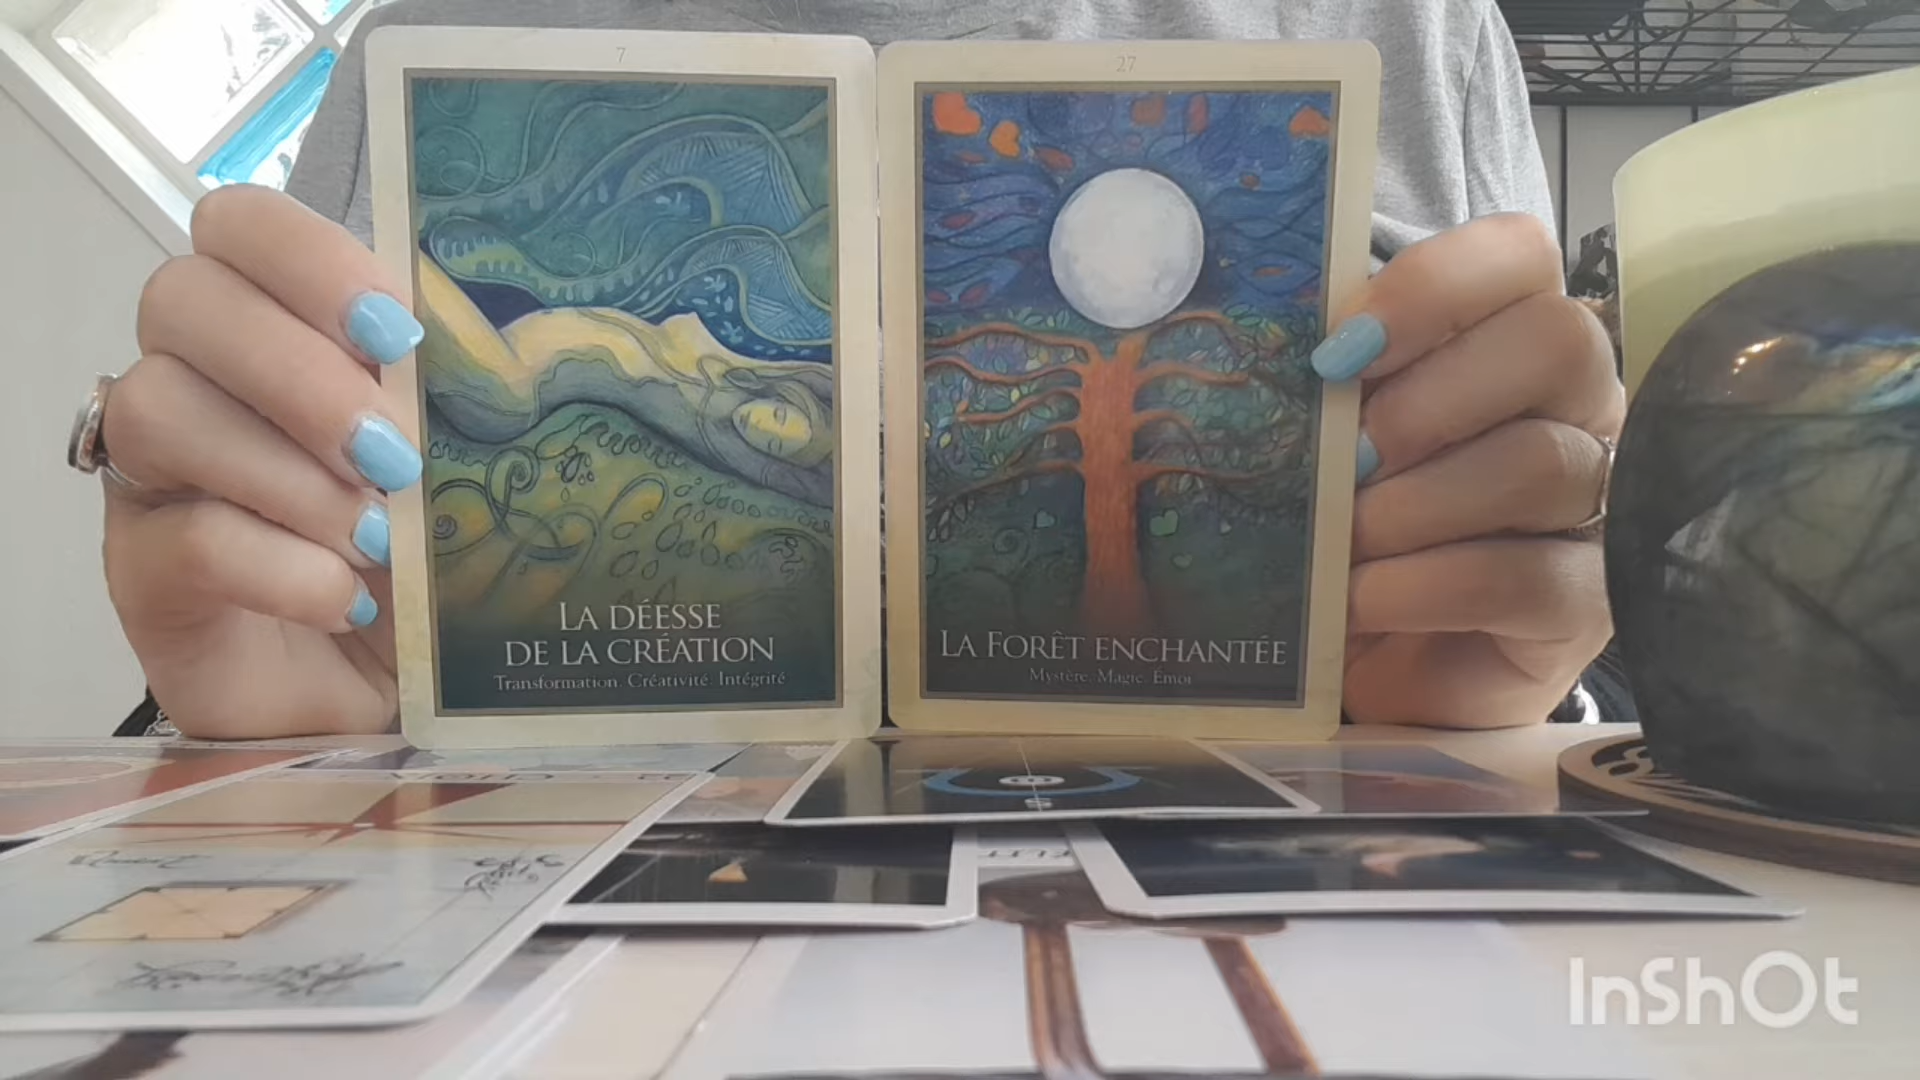 7
LA DÉESSE
DE LA CRÉATION
Transformation. Créativité. Intégrité
27
LA FORÊT ENCHANTÉE
Mystère. Magie. Émoi
InShOt